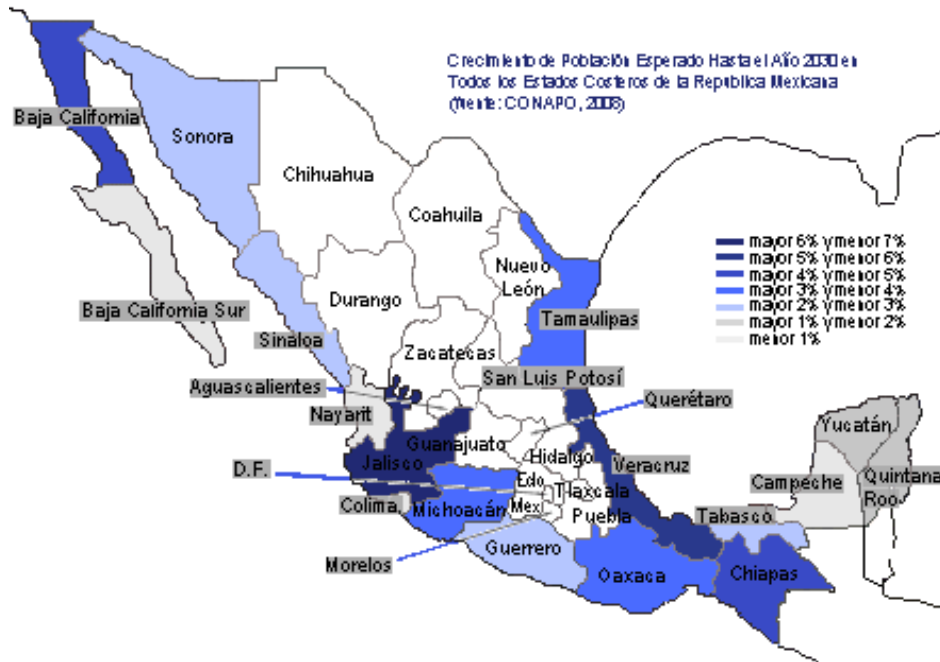 Crecimiento de Población Esperado Hasta el Año 2030 en
Todos los Estados Costeros de la Republica Mexicana
(fuente: CONAPO, 2008)
Baja California
Sonora
Chihuahua
Coahuila
mayor 6% y menor 7%
mayor 5% y menor 6%
mayor 4% y menor 5%
mayor 3% y menor 4%
mayor 2% y menor 3%
mayor 1% y menor 2%
menor 1%
Nuevo
León
Durango
Baja California Sur
Tamaulipas
Sinaloa
Zacatecas
San Luis Potosí
Aguascalientes
Querétaro
Nayarit
Guanajuato
Yucatán
Hidalgo
Jalisco
Veracruz
D.F.
Campeche
Quintana
Roo
Edo
Mex
Tlaxcala
Colima
Michoacán
Puebla
Tabasco
Guerrero
Morelos
Oaxaca
Chiapas